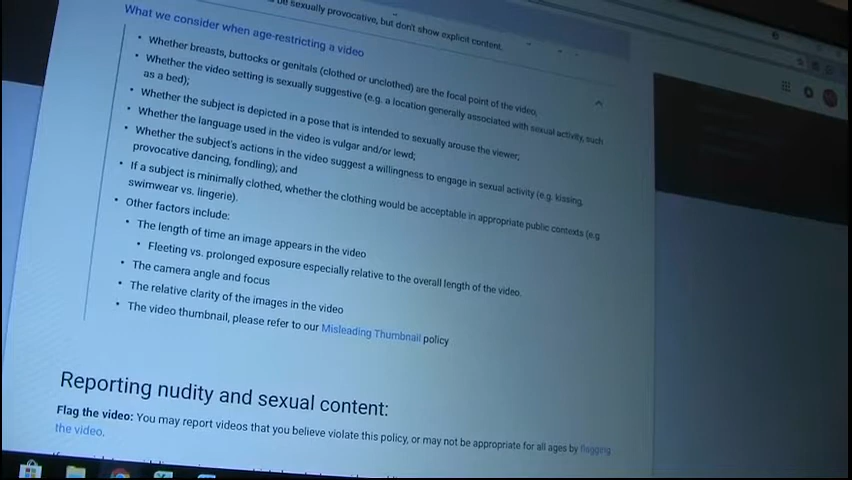 be sexually provocative, but don't show explicit content.
What we consider when age-restricting a video
• Whether breasts, buttocks or genitals (clothed or unclothed) are the focal point of the video;
• Whether the video setting is sexually suggestive (e.g. a location generally associated with sexual activity, such
as a bed);
• Whether the subject is depicted in a pose that is intended to sexually arouse the viewer;
• Whether the language used in the video is vulgar and/or lewd;
• Whether the subject's actions in the video suggest a willingness to engage in sexual activity (e.g. kissing,
provocative dancing, fondling); and
• If a subject is minimally clothed, whether the clothing would be acceptable in appropriate public contexts (e.g.
swimwear vs. lingerie).
• Other factors include:
• The length of time an image appears in the video
• Fleeting vs. prolonged exposure especially relative to the overall length of the video.
• The camera angle and focus
• The relative clarity of the images in the video
• The video thumbnail, please refer to our Misleading Thumbnail policy
Reporting nudity and sexual content:
Flag the video: You may report videos that you believe violate this policy, or may not be appropriate for all ages by flagging
the video.